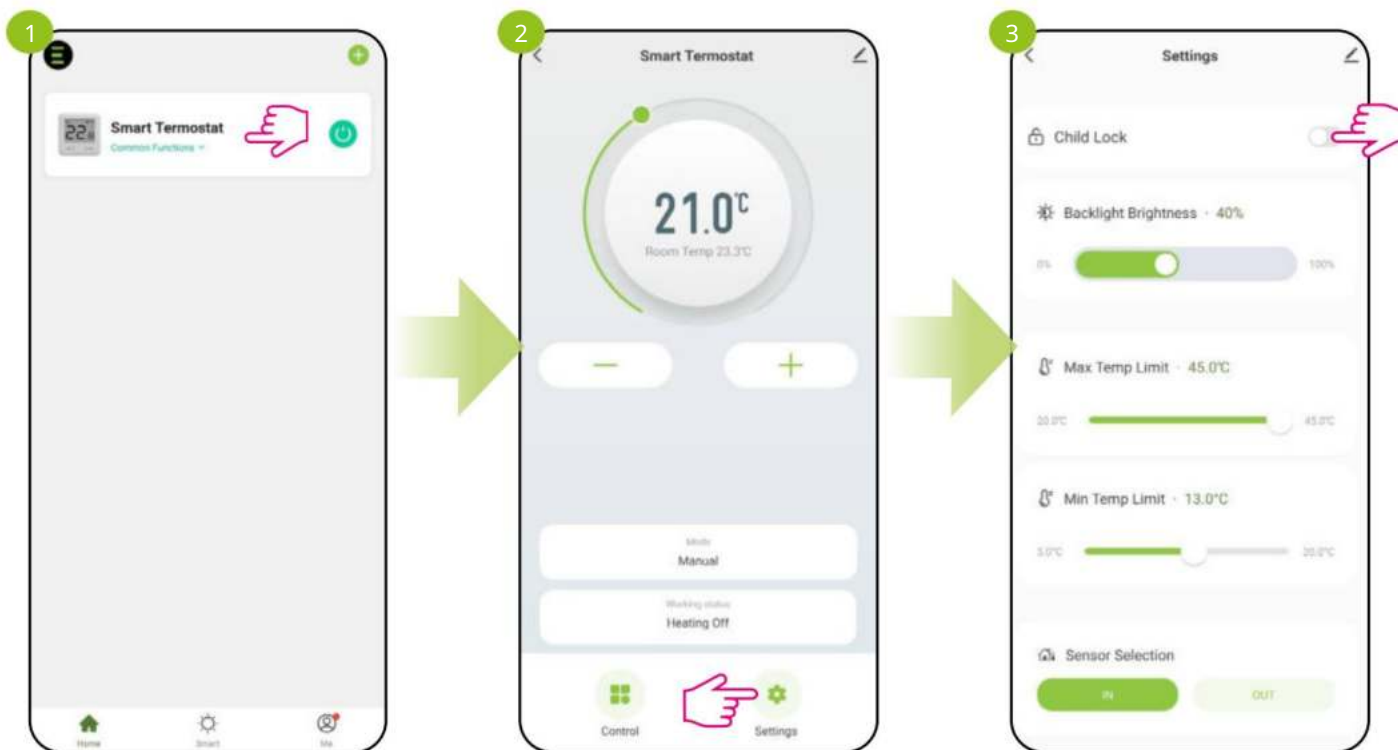 1
Smart Termostat
Common Functions
Home
Smart
Me
2
Smart Termostat
21.0°C
Room Temp 23.3°C
Mode
Manual
Working status
Heating Off
Control
Settings
3
Settings
Child Lock
Backlight Brightness · 40%
0%
100%
Max Temp Limit · 45.0°C
20.0°C
45.0°C
Min Temp Limit · 13.0°C
5.0°C
20.0°C
Sensor Selection
IN
OUT